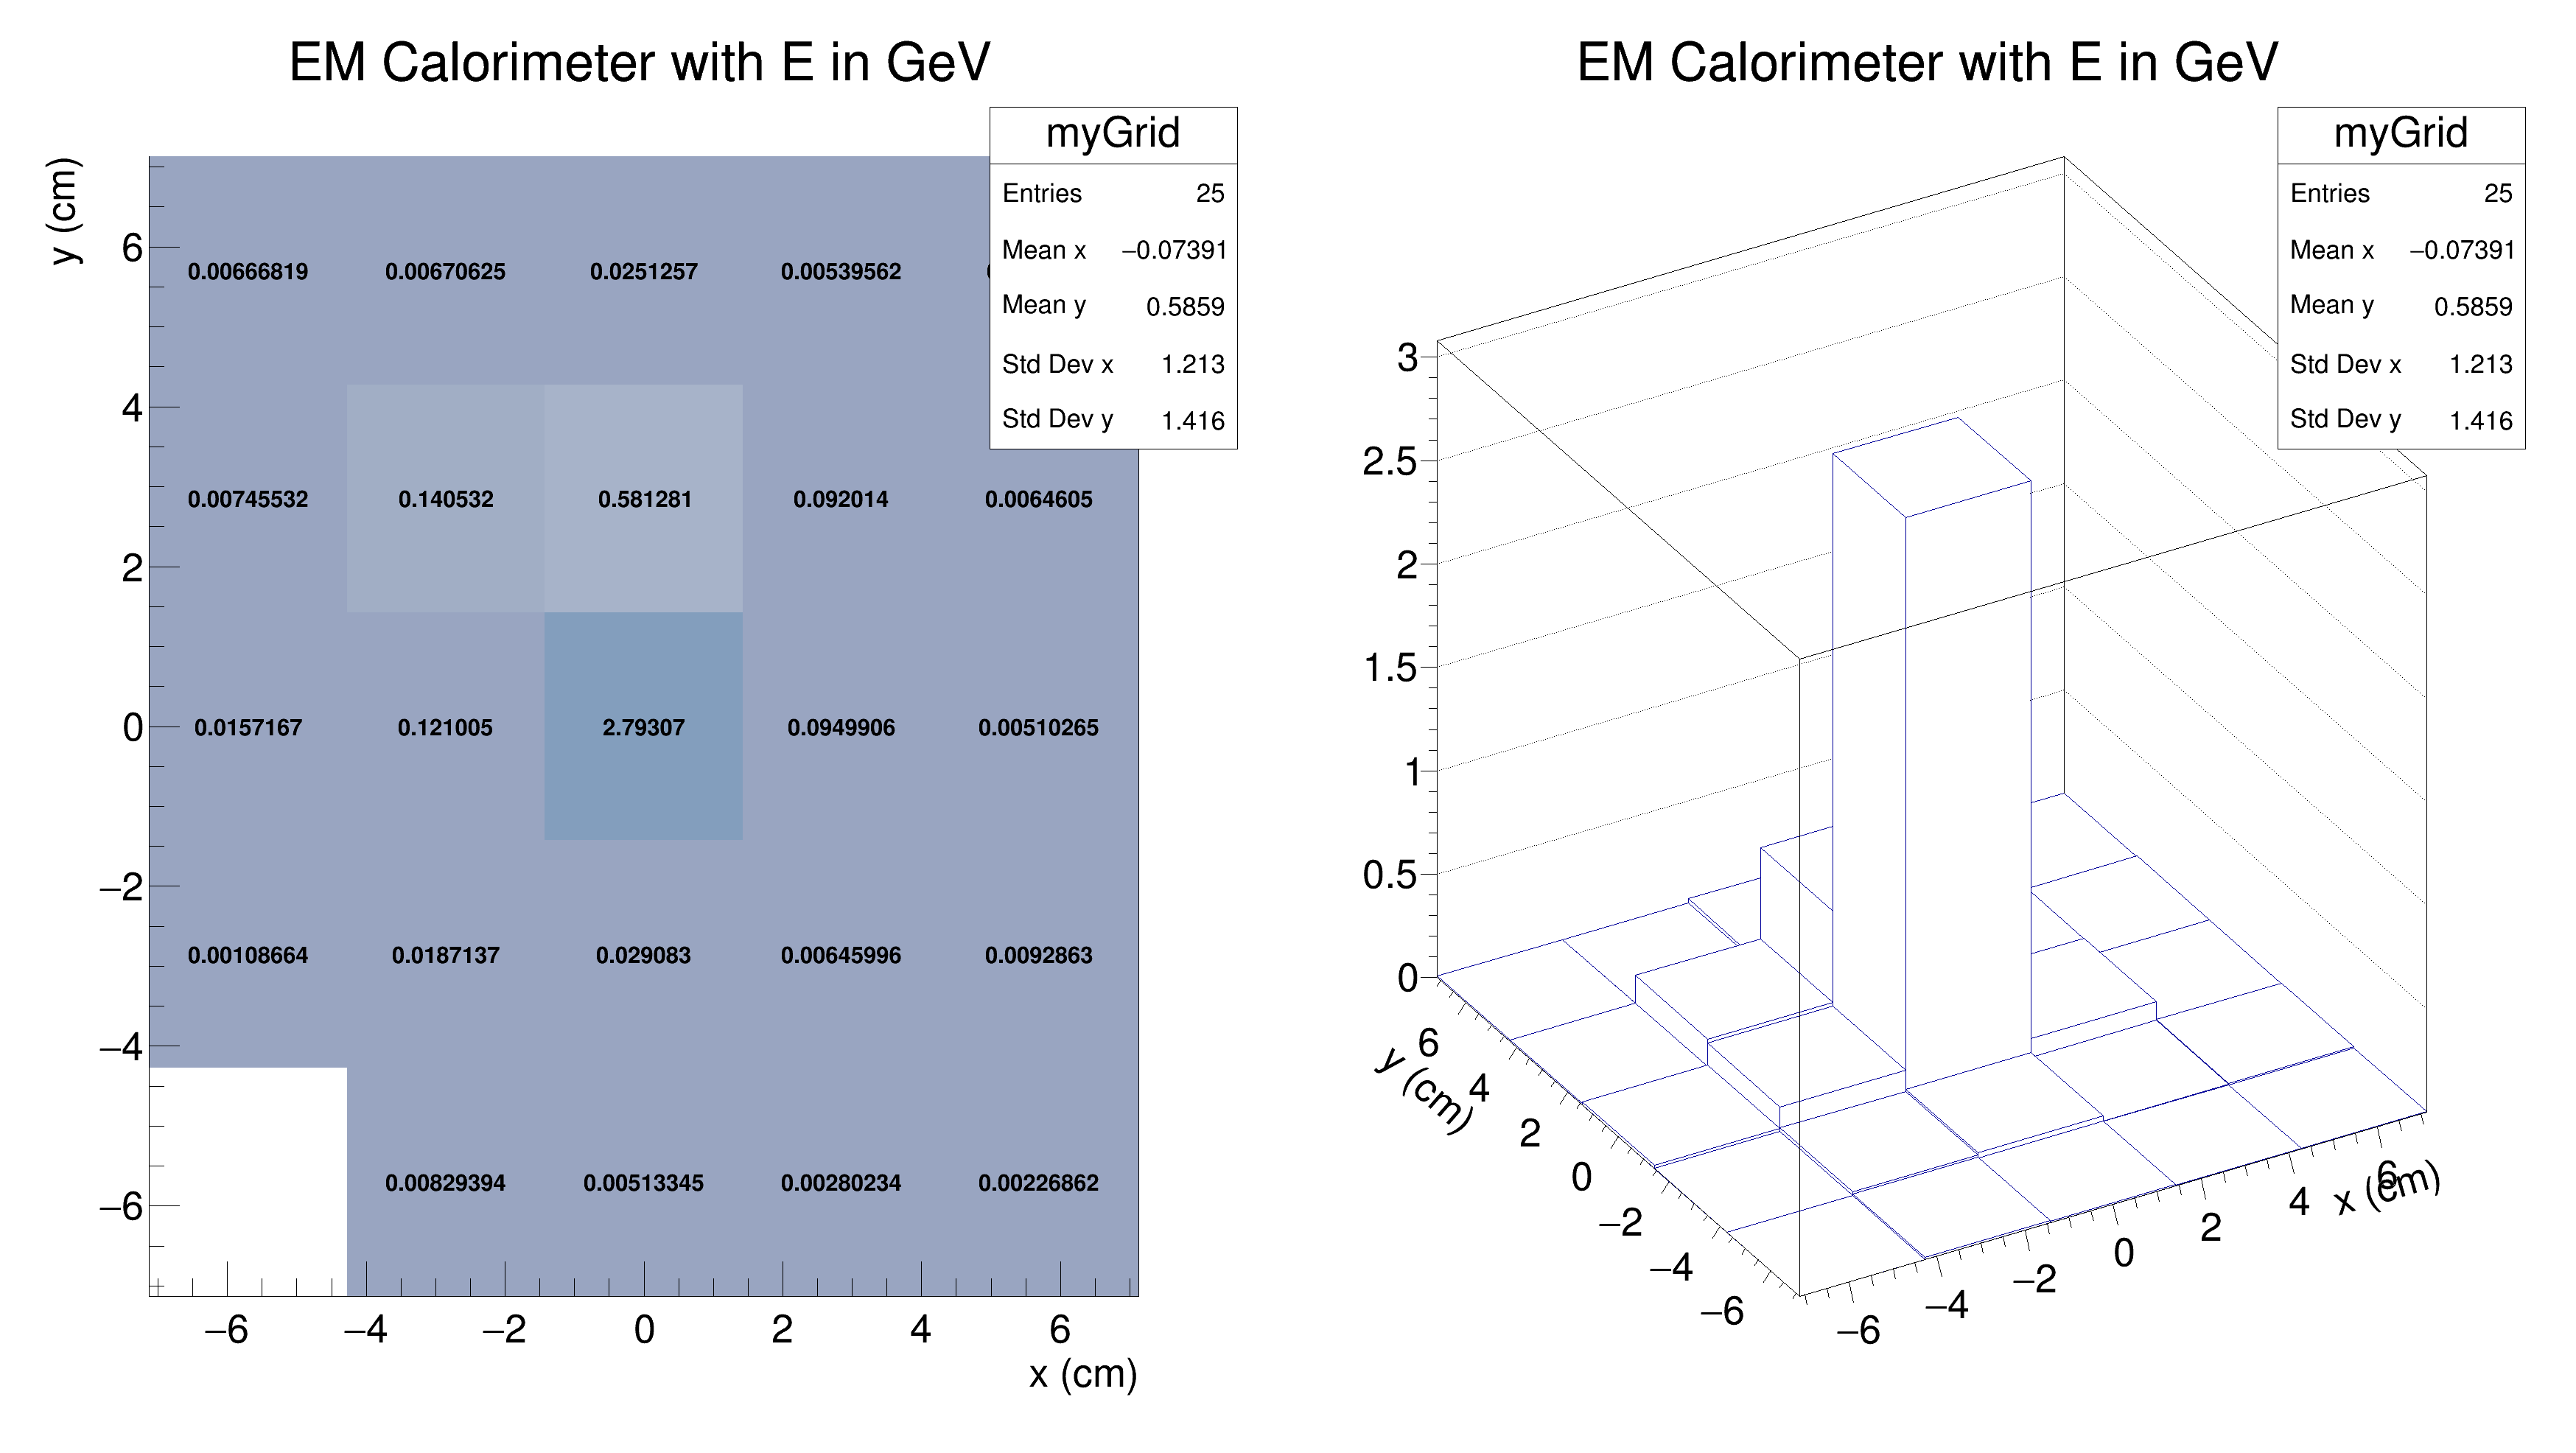 EM Calorimeter with E in GeV
myGrid
Entries 25
Mean x −0.07391
Mean y 0.5859
Std Dev x 1.213
Std Dev y 1.416
y (cm)
6
4
2
0
−2
−4
−6
0.00666819 0.00670625 0.0251257 0.00539562
0.00745532 0.140532 0.581281 0.092014 0.0064605
0.0157167 0.121005 2.79307 0.0949906 0.00510265
0.00108664 0.0187137 0.029083 0.00645996 0.0092863
0.00829394 0.00513345 0.00280234 0.00226862
−6 −4 −2 0 2 4 6
x (cm)
EM Calorimeter with E in GeV
myGrid
Entries 25
Mean x −0.07391
Mean y 0.5859
Std Dev x 1.213
Std Dev y 1.416
3
2.5
2
1.5
1
0.5
0
y (cm)
6
4
2
0
−2
−4
−6
−6
−4
−2
0
2
4
6
x (cm)